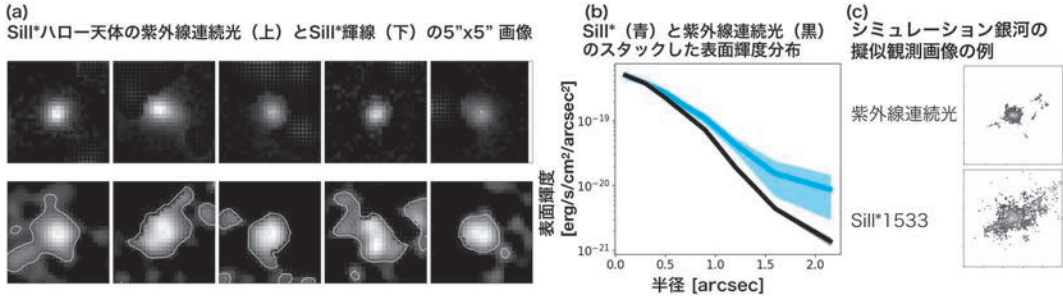 (a)
SiII*ハロー天体の紫外線連続光（上）とSiII*輝線（下）の5”x5” 画像
(b)
SiII*（青）と紫外線連続光（黒）
のスタックした表面輝度分布
表面輝度
[erg/s/cm²/arcsec²]
10⁻¹⁹
10⁻²⁰
10⁻²¹
0.0 0.5 1.0 1.5 2.0
半径 [arcsec]
(c)
シミュレーション銀河の
擬似観測画像の例
紫外線連続光
SiII*1533